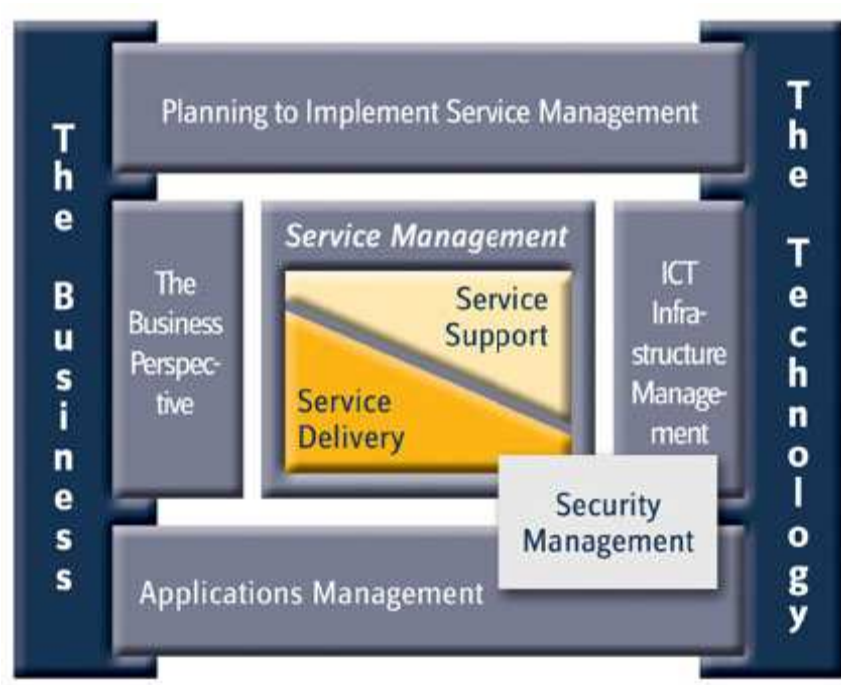 The Business
Planning to Implement Service Management
The
Business
Perspec-
tive
Service Management
Service
Support
Service
Delivery
ICT
Infra-
structure
Manage-
ment
Security
Management
Applications Management
The Technology